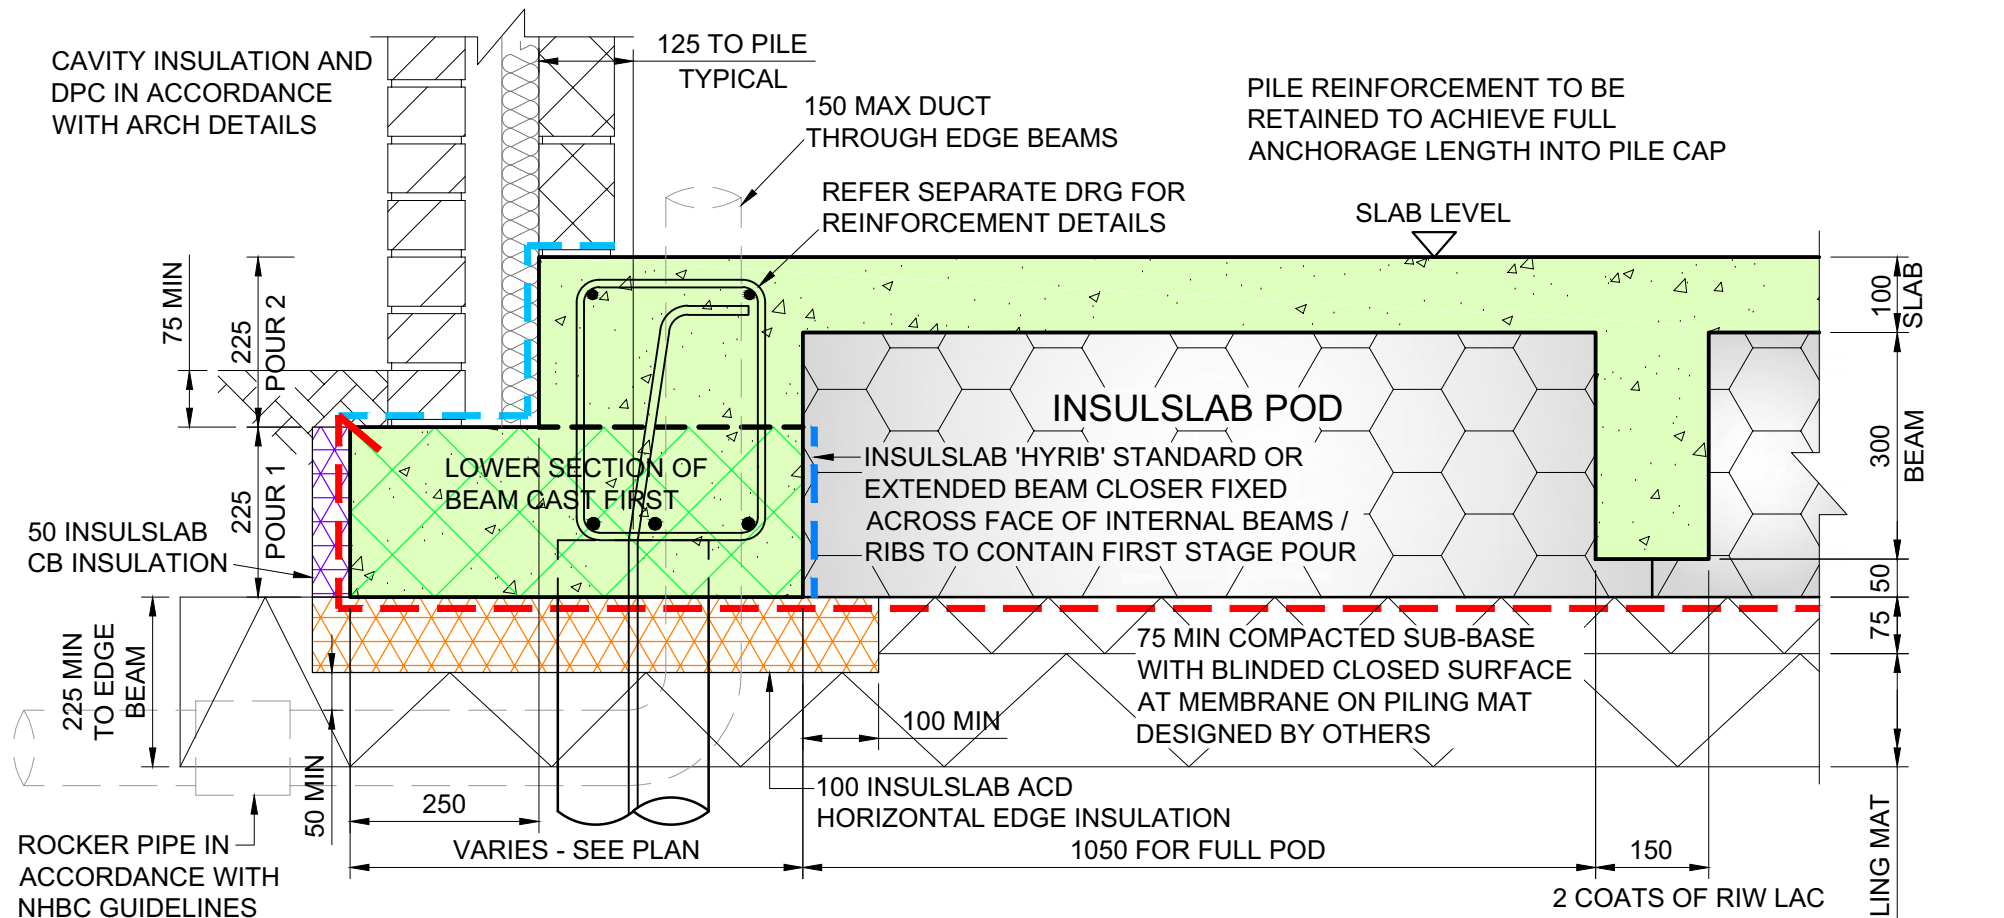 CAVITY INSULATION AND
DPC IN ACCORDANCE
WITH ARCH DETAILS
125 TO PILE
TYPICAL
150 MAX DUCT
THROUGH EDGE BEAMS
REFER SEPARATE DRG FOR
REINFORCEMENT DETAILS
PILE REINFORCEMENT TO BE
RETAINED TO ACHIEVE FULL
ANCHORAGE LENGTH INTO PILE CAP
SLAB LEVEL
75 MIN
225
POUR 2
225
POUR 1
100
SLAB
300
BEAM
50
75
INSULSLAB POD
INSULSLAB 'HYRIB' STANDARD OR
EXTENDED BEAM CLOSER FIXED
ACROSS FACE OF INTERNAL BEAMS /
RIBS TO CONTAIN FIRST STAGE POUR
LOWER SECTION OF
BEAM CAST FIRST
50 INSULSLAB
CB INSULATION
225 MIN
TO EDGE
BEAM
75 MIN COMPACTED SUB-BASE
WITH BLINDED CLOSED SURFACE
AT MEMBRANE ON PILING MAT
DESIGNED BY OTHERS
100 MIN
50 MIN
250
100 INSULSLAB ACD
HORIZONTAL EDGE INSULATION
VARIES - SEE PLAN
1050 FOR FULL POD
150
ROCKER PIPE IN
ACCORDANCE WITH
NHBC GUIDELINES
2 COATS OF RIW LAC
LING MAT